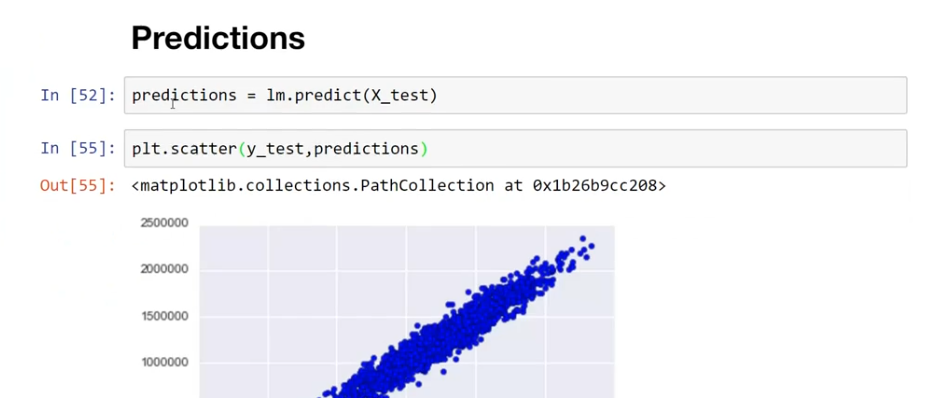 Predictions
In [52]: predictions = lm.predict(X_test)
In [55]: plt.scatter(y_test,predictions)
Out[55]: <matplotlib.collections.PathCollection at 0x1b26b9cc208>
2500000
2000000
1500000
1000000